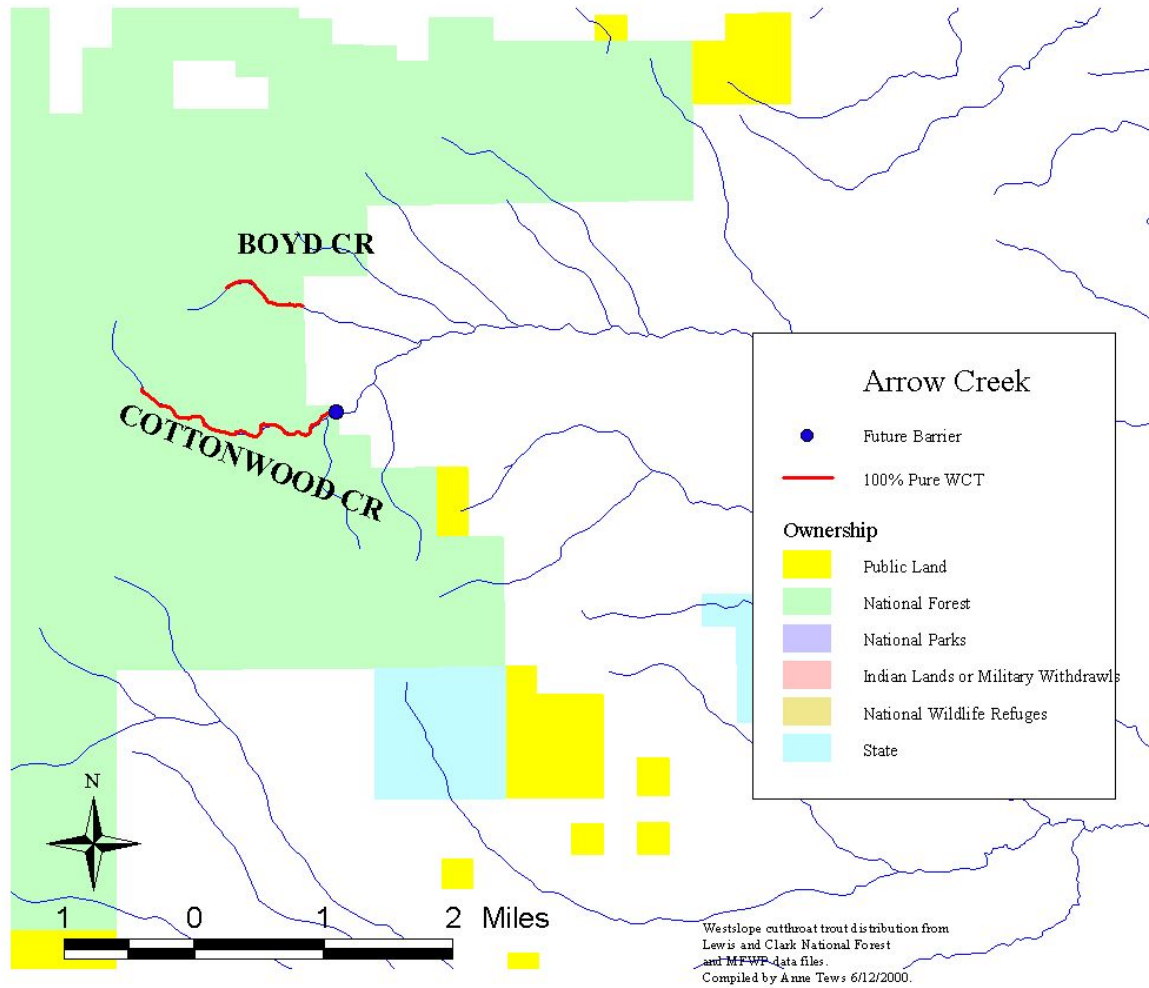 BOYD CR
COTTONWOOD CR
Arrow Creek
Future Barrier
100% Pure WCT
Ownership
Public Land
National Forest
National Parks
Indian Lands or Military Withdrawls
National Wildlife Refuges
State
N
1 0 1 2 Miles
Westslope cutthroat trout distribution from
Lewis and Clark National Forest
and MFWP data files.
Compiled by Anne Tews 6/12/2000.